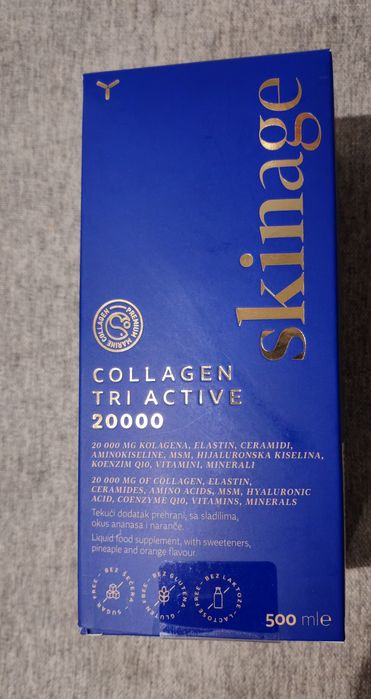 skinage
PREMIUM MARINE COLLAGEN
COLLAGEN
TRI ACTIVE
20000
20 000 MG KOLAGENA, ELASTIN, CERAMIDI,
AMINOKISELINE, MSM, HIJALURONSKA KISELINA,
KOENZIM Q10, VITAMINI, MINERALI
20 000 MG OF COLLAGEN, ELASTIN,
CERAMIDES, AMINO ACIDS, MSM, HYALURONIC
ACID, COENZYME Q10, VITAMINS, MINERALS
Tekući dodatak prehrani, sa sladilima,
okus ananasa i naranče.
Liquid food supplement, with sweeteners,
pineapple and orange flavour.
SUGAR FREE - BEZ ŠEĆERA -
GLUTEN FREE - BEZ GLUTENA -
LACTOSE FREE - BEZ LAKTOZE -
500 ml e